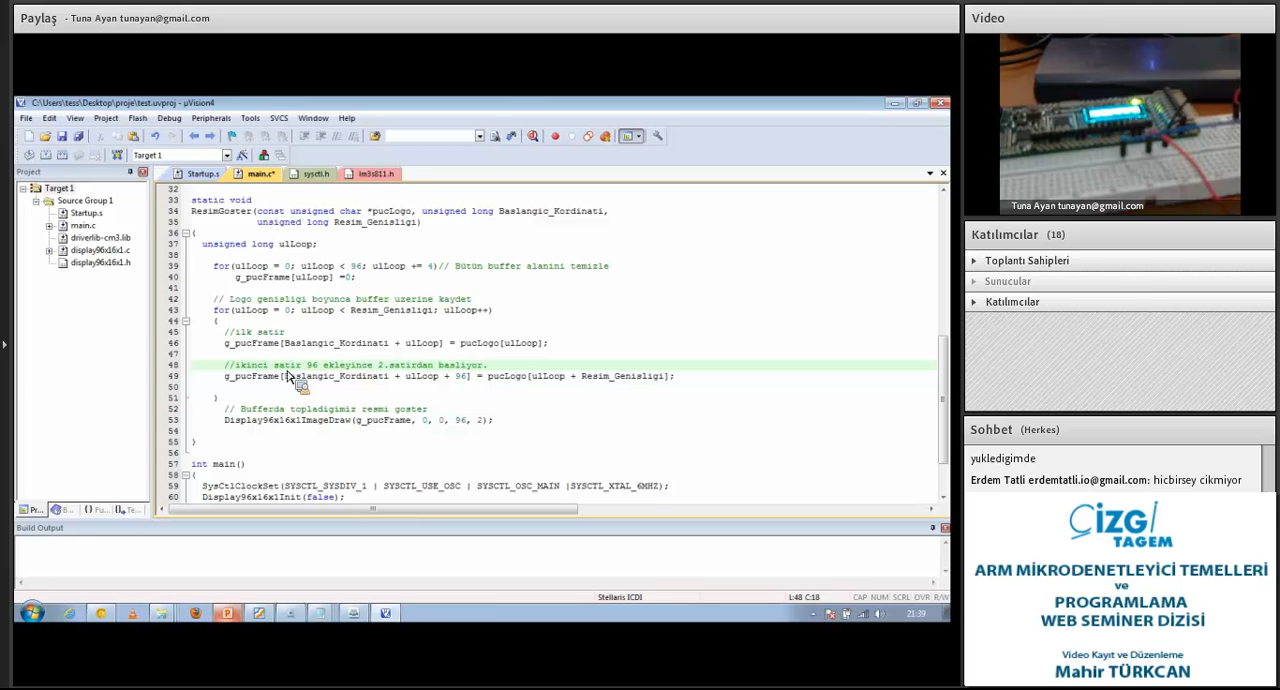 Paylaş - Tuna Ayan tunayan@gmail.com
C:\Users\tess\Desktop\proje\test.uvproj - µVision4
File Edit View Project Flash Debug Peripherals Tools SVCS Window Help
Target 1
Project
Startup.s main.c* sysctl.h lm3s811.h
Target 1
Source Group 1
Startup.s
main.c
driverlib-cm3.lib
display96x16x1.c
display96x16x1.h
32
33 static void
34 ResimGoster(const unsigned char *pucLogo, unsigned long Baslangic_Kordinati,
35 unsigned long Resim_Genisligi)
36 {
37 unsigned long ulLoop;
38
39 for(ulLoop = 0; ulLoop < 96; ulLoop += 4)// Bütün buffer alanini temizle
40 g_pucFrame[ulLoop] =0;
41
42 // Logo genisligi boyunca buffer uzerine kaydet
43 for(ulLoop = 0; ulLoop < Resim_Genisligi; ulLoop++)
44 {
45 //ilk satir
46 g_pucFrame[Baslangic_Kordinati + ulLoop] = pucLogo[ulLoop];
47
48 //ikinci satir 96 ekleyince 2.satirdan basliyor.
49 g_pucFrame[Baslangic_Kordinati + ulLoop + 96] = pucLogo[ulLoop + Resim_Genisligi];
50
51 }
52 // Bufferda topladigimiz resmi goster
53 Display96x16x1ImageDraw(g_pucFrame, 0, 0, 96, 2);
54
55 }
56
57 int main()
58 {
59 SysCtlClockSet(SYSCTL_SYSDIV_1 | SYSCTL_USE_OSC | SYSCTL_OSC_MAIN |SYSCTL_XTAL_6MHZ);
60 Display96x16x1Init(false);
Pr... B... {} Fu... Te...
Build Output
Stellaris ICDI L:48 C:18 CAP NUM SCRL OVR R/W
21:39
Video
Tuna Ayan tunayan@gmail.com
Katılımcılar (18)
Toplantı Sahipleri
Sunucular
Katılımcılar
Sohbet (Herkes)
yukledigimde
Erdem Tatli erdemtatli.io@gmail.com: hicbirsey cikmiyor
ÇİZGİ
TAGEM
ARM MİKRODENETLEYİCİ TEMELLERİ
ve
PROGRAMLAMA
WEB SEMİNER DİZİSİ
Video Kayıt ve Düzenleme
Mahir TÜRKCAN